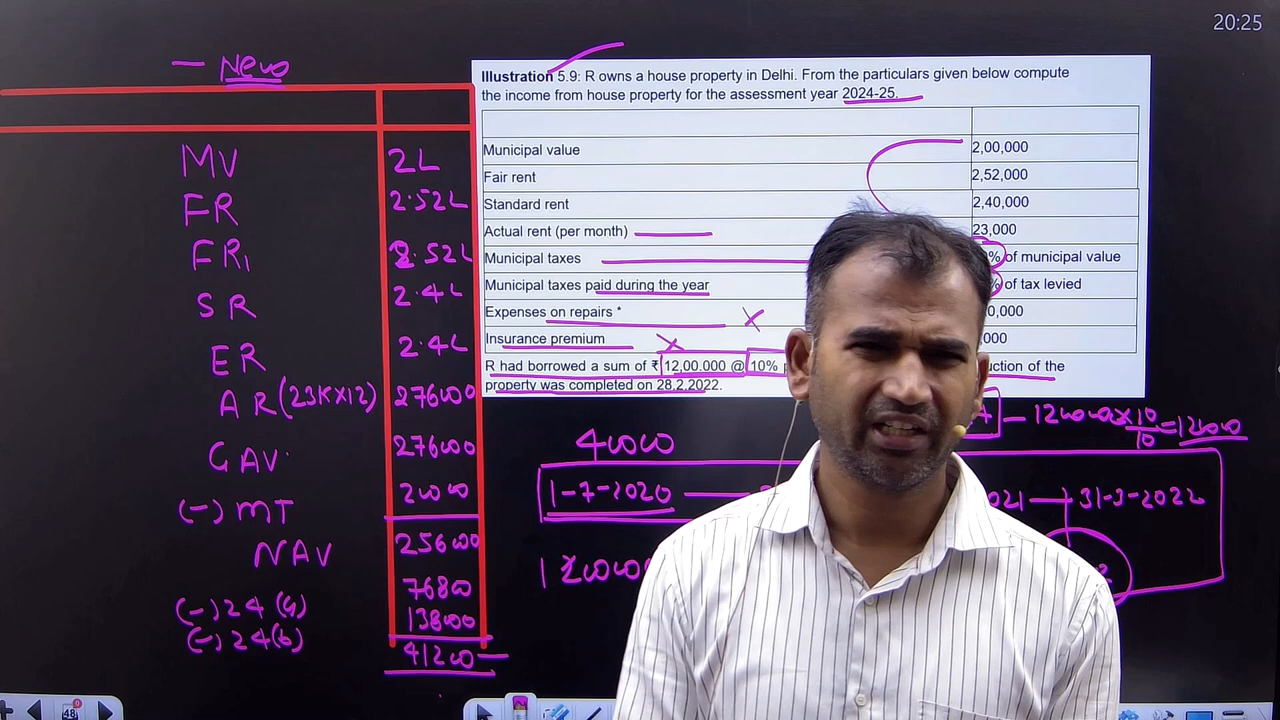 20:25
— New
MV 2L
FR 2.52L
FR1 2.52L
SR 2.4L
ER 2.4L
AR (23K×12) 276000
GAV 276000
(-) MT 20000
NAV 256000
(-) 24 (a) 76800
(-) 24 (b) 138000
41200
Illustration 5.9: R owns a house property in Delhi. From the particulars given below compute
the income from house property for the assessment year 2024-25.
Municipal value 2,00,000
Fair rent 2,52,000
Standard rent 2,40,000
Actual rent (per month) 23,000
Municipal taxes % of municipal value
Municipal taxes paid during the year % of tax levied
Expenses on repairs *
Insurance premium
R had borrowed a sum of ₹ 12,00.000 @ 10% uction of the
property was completed on 28.2.2022.
40000
1-7-2020 — 2021 — 31-3-2022